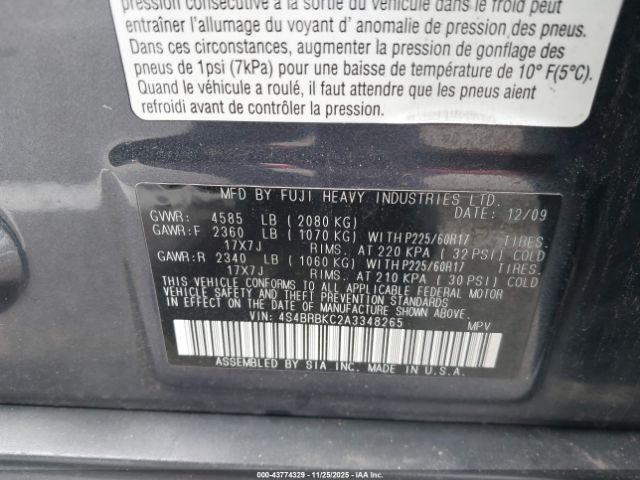 pression consécutive à la sortie du véhicule dans le froid peut
entraîner l'allumage du voyant d' anomalie de pression des pneus.
Dans ces circonstances, augmenter la pression de gonflage des
pneus de 1psi (7kPa) pour une baisse de température de 10° F(5°C).
Quand le véhicule a roulé, il faut attendre que les pneus aient
refroidi avant de contrôler la pression.
MFD BY FUJI HEAVY INDUSTRIES LTD.
DATE: 12/09
GVWR: 4585 LB (2080 KG)
GAWR:F 2360 LB (1070 KG) WITH P225/60R17 TIRES.
17X7J RIMS. AT 220 KPA (32 PSI) COLD
GAWR:R 2340 LB (1060 KG) WITH P225/60R17 TIRES.
17X7J RIMS. AT 210 KPA (30 PSI) COLD
THIS VEHICLE CONFORMS TO ALL APPLICABLE FEDERAL MOTOR
VEHICLE SAFETY AND THEFT PREVENTION STANDARDS
IN EFFECT ON THE DATE OF MANUFACTURE SHOWN ABOVE.
VIN: 4S4BRBKC2A3348265 MPV
ASSEMBLED BY SIA INC. MADE IN U.S.A.
© 000-43774329 11/25/2025 COPYRIGHT IAA, LLC. ALL RIGHTS RESERVED.